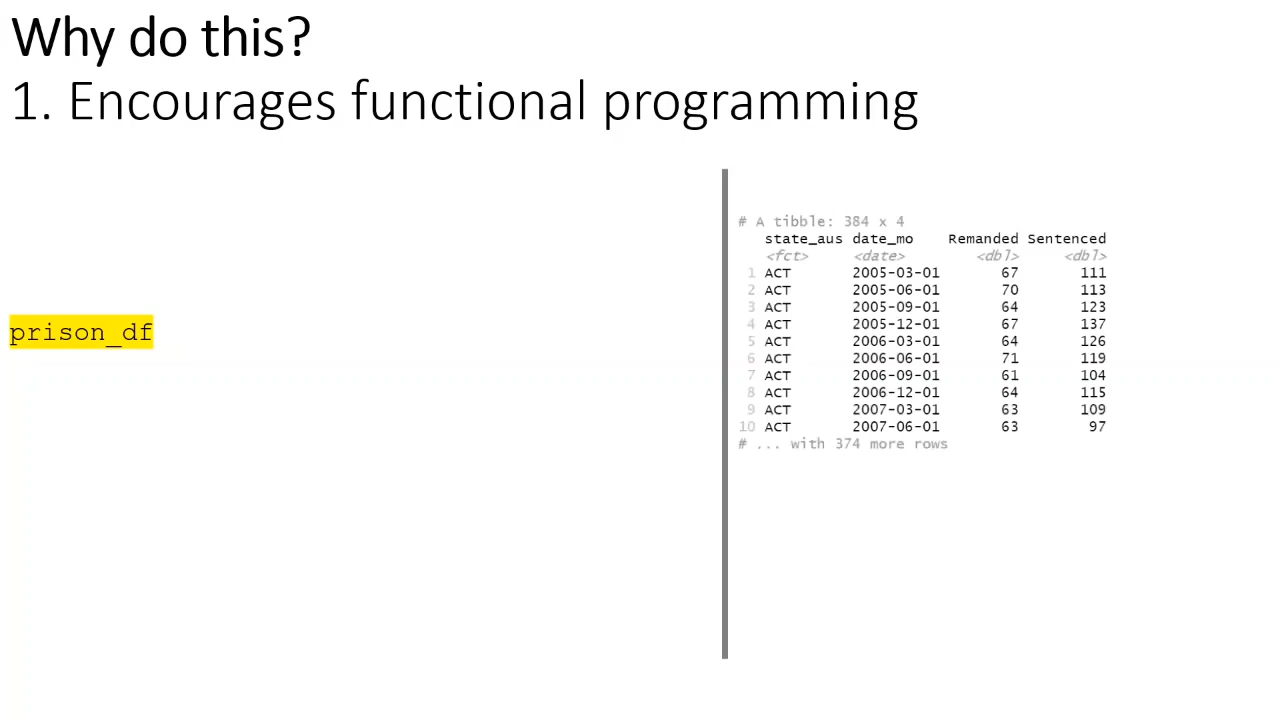 Why do this?
1. Encourages functional programming
prison_df
# A tibble: 384 x 4
state_aus date_mo Remanded Sentenced
<fct> <date> <dbl> <dbl>
1 ACT 2005-03-01 67 111
2 ACT 2005-06-01 70 113
3 ACT 2005-09-01 64 123
4 ACT 2005-12-01 67 137
5 ACT 2006-03-01 64 126
6 ACT 2006-06-01 71 119
7 ACT 2006-09-01 61 104
8 ACT 2006-12-01 64 115
9 ACT 2007-03-01 63 109
10 ACT 2007-06-01 63 97
# ... with 374 more rows